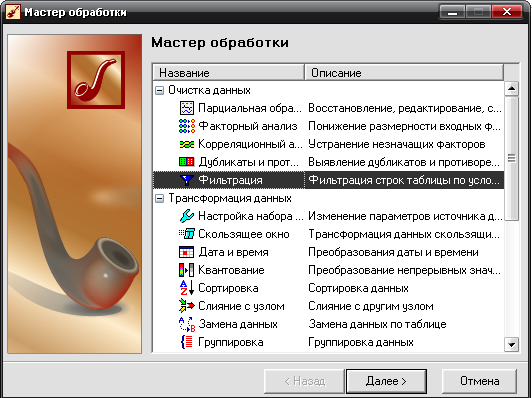 Мастер обработки
Мастер обработки
Название Описание
Очистка данных
Парциальная обра... Восстановление, редактирование, с...
Факторный анализ Понижение размерности входных ф...
Корреляционный а... Устранение незначащих факторов
Дубликаты и прот... Выявление дубликатов и противоре...
Фильтрация Фильтрация строк таблицы по усло...
Трансформация данных
Настройка набора ... Изменение параметров источника д...
Скользящее окно Трансформация данных скользящи...
Дата и время Преобразования даты и времени
Квантование Преобразование непрерывных знач...
Сортировка Сортировка данных
Слияние с узлом Слияние с другим узлом
Замена данных Замена данных по таблице
Группировка Группировка данных
< Назад Далее > Отмена